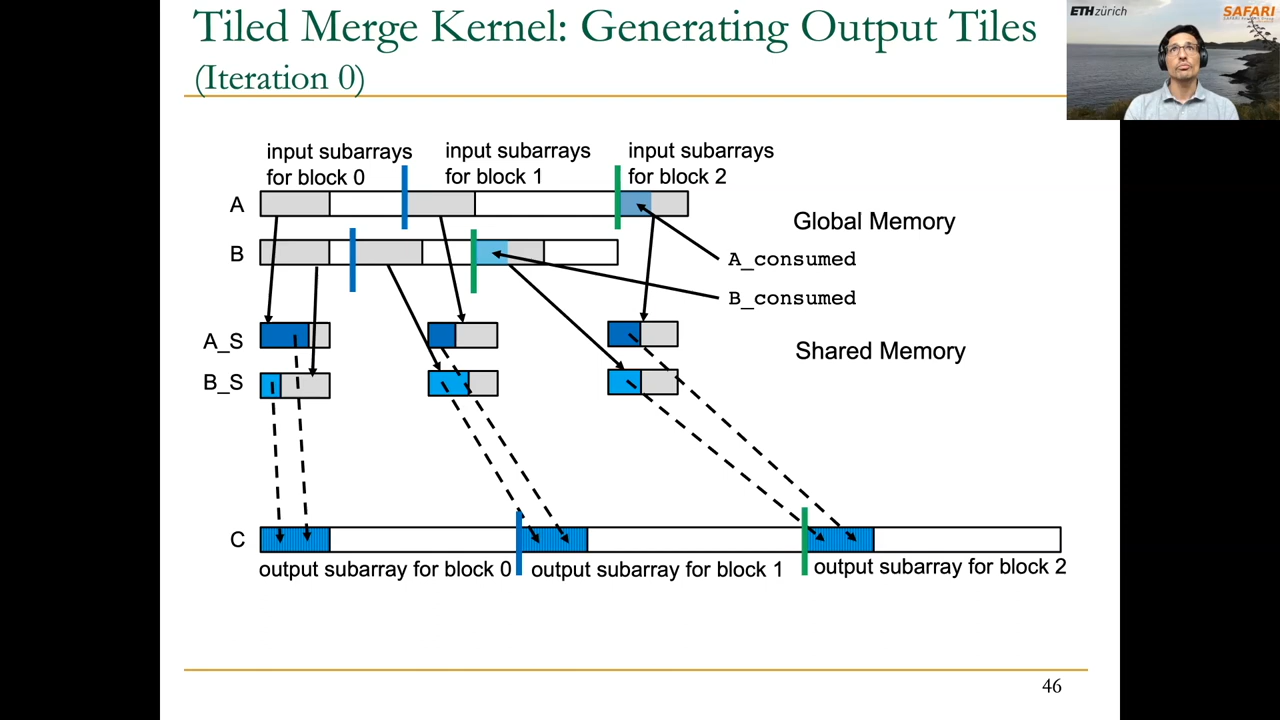 Tiled Merge Kernel: Generating Output Tiles
(Iteration 0)
ETH zürich
SAFARI
input subarrays
for block 0
input subarrays
for block 1
input subarrays
for block 2
A
Global Memory
B
A_consumed
B_consumed
A_S
Shared Memory
B_S
C
output subarray for block 0
output subarray for block 1
output subarray for block 2
46